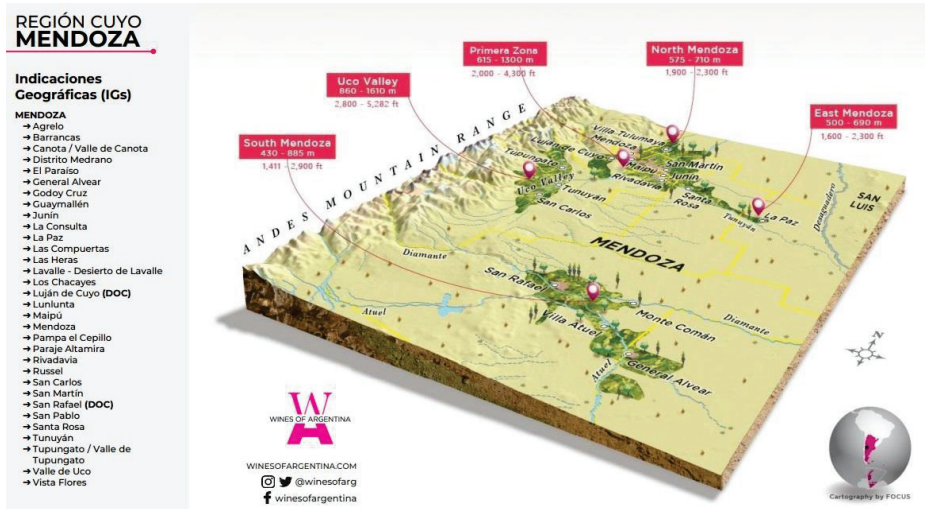 REGIÓN CUYO
MENDOZA
Indicaciones
Geográficas (IGs)
MENDOZA
→ Agrelo
→ Barrancas
→ Canota / Valle de Canota
→ Distrito Medrano
→ El Paraíso
→ General Alvear
→ Godoy Cruz
→ Guaymallén
→ Junín
→ La Consulta
→ La Paz
→ Las Compuertas
→ Las Heras
→ Lavalle - Desierto de Lavalle
→ Los Chacayes
→ Luján de Cuyo (DOC)
→ Lunlunta
→ Maipú
→ Mendoza
→ Pampa el Cepillo
→ Paraje Altamira
→ Rivadavia
→ Russel
→ San Carlos
→ San Martín
→ San Rafael (DOC)
→ San Pablo
→ Santa Rosa
→ Tunuyán
→ Tupungato / Valle de
Tupungato
→ Valle de Uco
→ Vista Flores
Primera Zona
615 - 1300 m
2,000 - 4,300 ft
North Mendoza
575 - 710 m
1,900 - 2,300 ft
Uco Valley
860 - 1610 m
2,800 - 5,282 ft
East Mendoza
500 - 690 m
1,600 - 2,300 ft
South Mendoza
430 - 885 m
1,411 - 2,900 ft
ANDES MOUNTAIN RANGE
Villa Tulumaya
Mendoza
Luján de Cuyo
Maipú
San Martín
Junín
Rivadavia
Tupungato
Uco Valley
Tunuyán
San Carlos
Santa
Rosa
La Paz
Tunuyán
Desaguadero
SAN
LUIS
MENDOZA
Diamante
San Rafael
Monte Comán
Diamante
Villa Atuel
Atuel
General Alvear
Atuel
N
WINES OF ARGENTINA
WINESOFARGENTINA.COM
@winesofarg
winesofargentina
Cartography by FOCUS